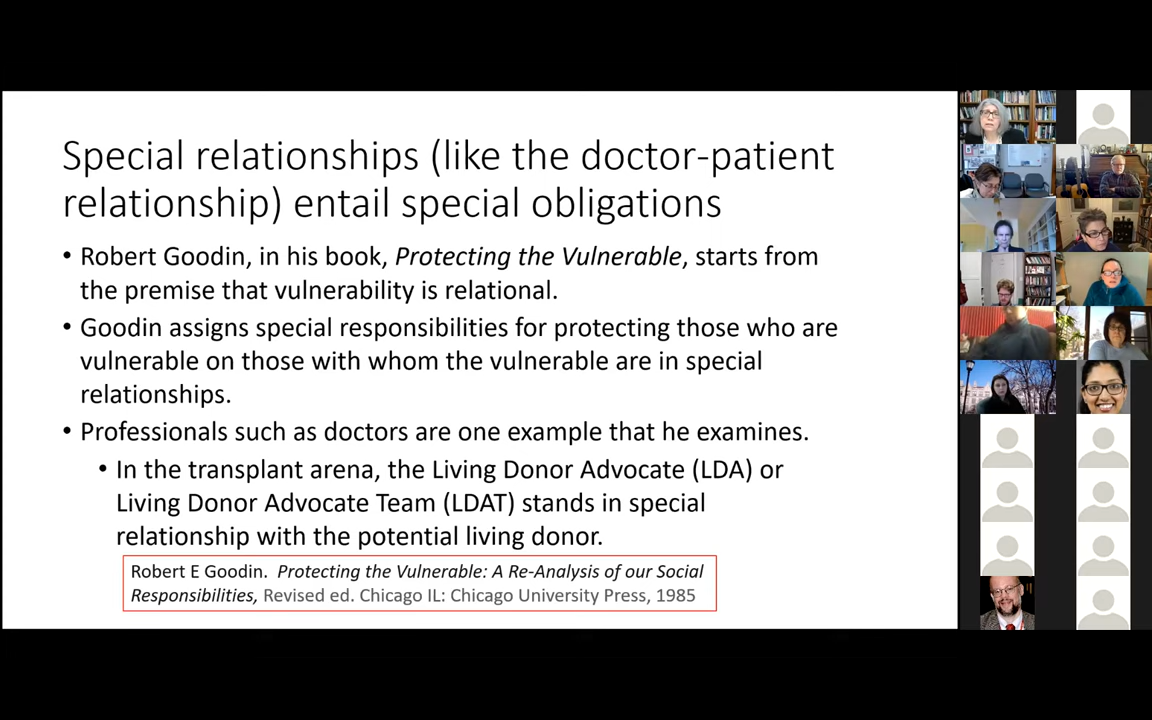 Special relationships (like the doctor-patient
relationship) entail special obligations
• Robert Goodin, in his book, Protecting the Vulnerable, starts from
the premise that vulnerability is relational.
• Goodin assigns special responsibilities for protecting those who are
vulnerable on those with whom the vulnerable are in special
relationships.
• Professionals such as doctors are one example that he examines.
• In the transplant arena, the Living Donor Advocate (LDA) or
Living Donor Advocate Team (LDAT) stands in special
relationship with the potential living donor.
Robert E Goodin. Protecting the Vulnerable: A Re-Analysis of our Social
Responsibilities, Revised ed. Chicago IL: Chicago University Press, 1985